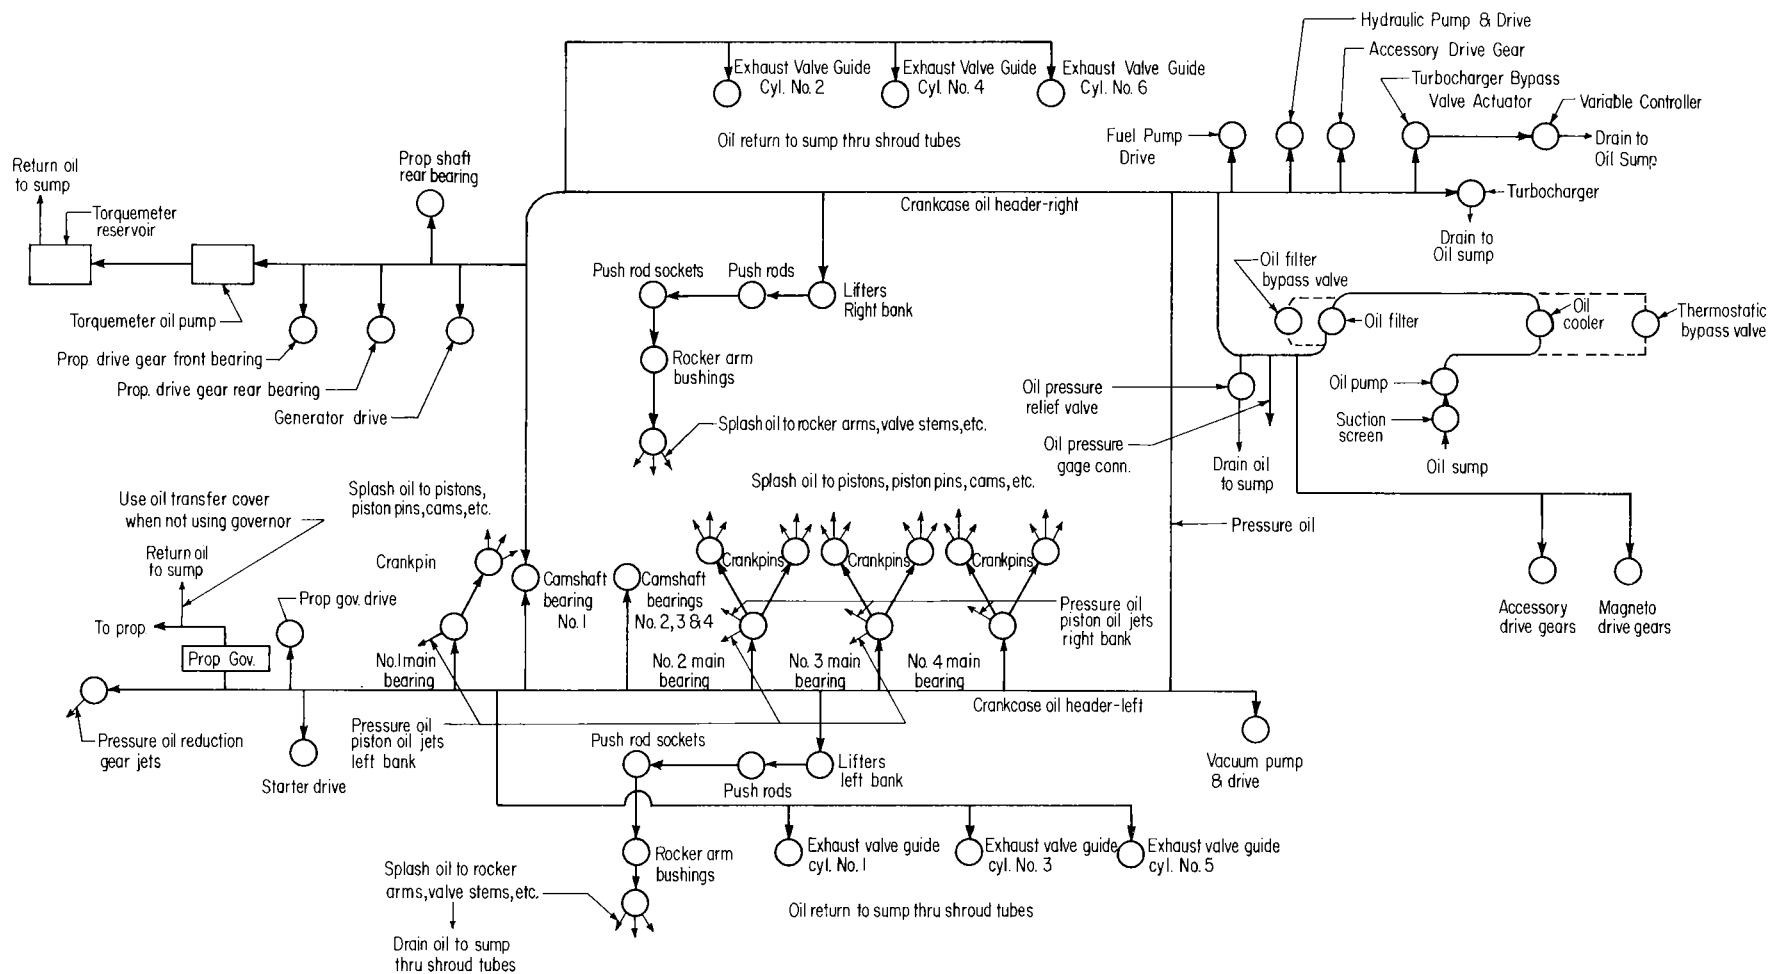 Hydraulic Pump & Drive
Accessory Drive Gear
Turbocharger Bypass
Valve Actuator
Variable Controller
Exhaust Valve Guide
Cyl. No. 2
Exhaust Valve Guide
Cyl. No. 4
Exhaust Valve Guide
Cyl. No. 6
Oil return to sump thru shroud tubes
Fuel Pump
Drive
Drain to
Oil Sump
Return oil
to sump
Prop shaft
rear bearing
Torquemeter
reservoir
Crankcase oil header-right
Turbocharger
Drain to
Oil sump
Push rod sockets
Push rods
Lifters
Right bank
Oil filter
bypass valve
Oil filter
Oil
cooler
Thermostatic
bypass valve
Torquemeter oil pump
Prop. drive gear front bearing
Prop. drive gear rear bearing
Generator drive
Rocker arm
bushings
Oil pressure
relief valve
Oil pump
Suction
screen
Oil sump
Splash oil to rocker arms, valve stems, etc.
Oil pressure
gage conn.
Drain oil
to sump
Use oil transfer cover
when not using governor
Splash oil to pistons,
piston pins, cams, etc.
Splash oil to pistons, piston pins, cams, etc.
Pressure oil
Return oil
to sump
Crankpin
Crankpins
Crankpins
Crankpins
Camshaft
bearing
No. 1
Camshaft
bearings
No. 2, 3 & 4
Prop gov. drive
To prop
Prop Gov.
Pressure oil
piston oil jets
right bank
Accessory
drive gears
Magneto
drive gears
No. 1 main
bearing
No. 2 main
bearing
No. 3 main
bearing
No. 4 main
bearing
Crankcase oil header-left
Pressure oil reduction
gear jets
Starter drive
Pressure oil
piston oil jets
left bank
Push rod sockets
Push rods
Lifters
left bank
Vacuum pump
& drive
Rocker arm
bushings
Exhaust valve guide
cyl. No. 1
Exhaust valve guide
cyl. No. 3
Exhaust valve guide
cyl. No. 5
Splash oil to rocker
arms, valve stems, etc.
Oil return to sump thru shroud tubes
Drain oil to sump
thru shroud tubes